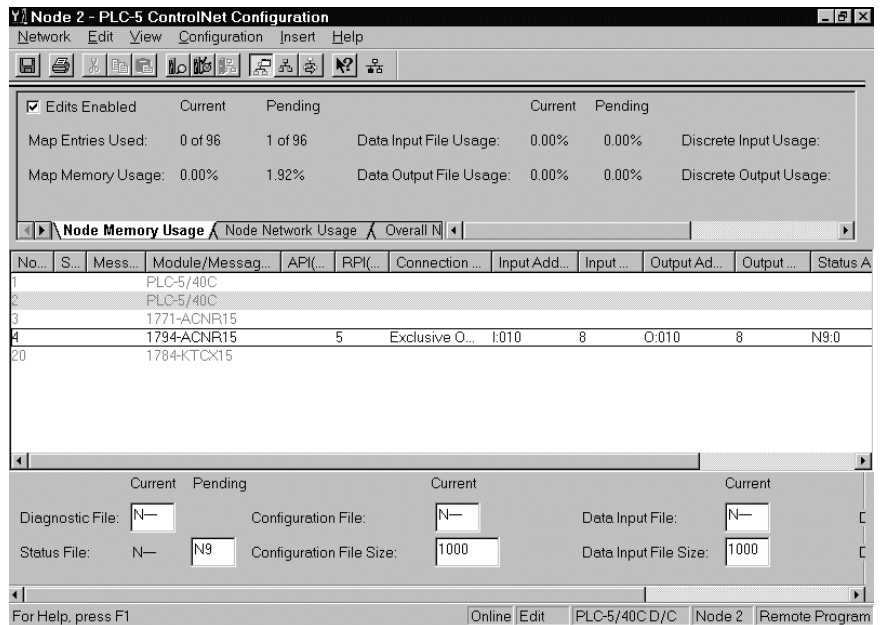 Node 2 - PLC-5 ControlNet Configuration
Network Edit View Configuration Insert Help
Edits Enabled Current Pending Current Pending
Map Entries Used: 0 of 96 1 of 96 Data Input File Usage: 0.00% 0.00% Discrete Input Usage:
Map Memory Usage: 0.00% 1.92% Data Output File Usage: 0.00% 0.00% Discrete Output Usage:
Node Memory Usage Node Network Usage Overall N
No... S... Mess... Module/Messag... API(... RPI(... Connection ... Input Add... Input ... Output Ad... Output ... Status A
1 PLC-5/40C
2 PLC-5/40C
3 1771-ACNR15
4 1794-ACNR15 5 Exclusive O... I:010 8 O:010 8 N9:0
20 1784-KTCX15
Current Pending Current Current
Diagnostic File: N— Configuration File: N— Data Input File: N— D
Status File: N— N9 Configuration File Size: 1000 Data Input File Size: 1000 D
For Help, press F1 Online Edit PLC-5/40C D/C Node 2 Remote Program